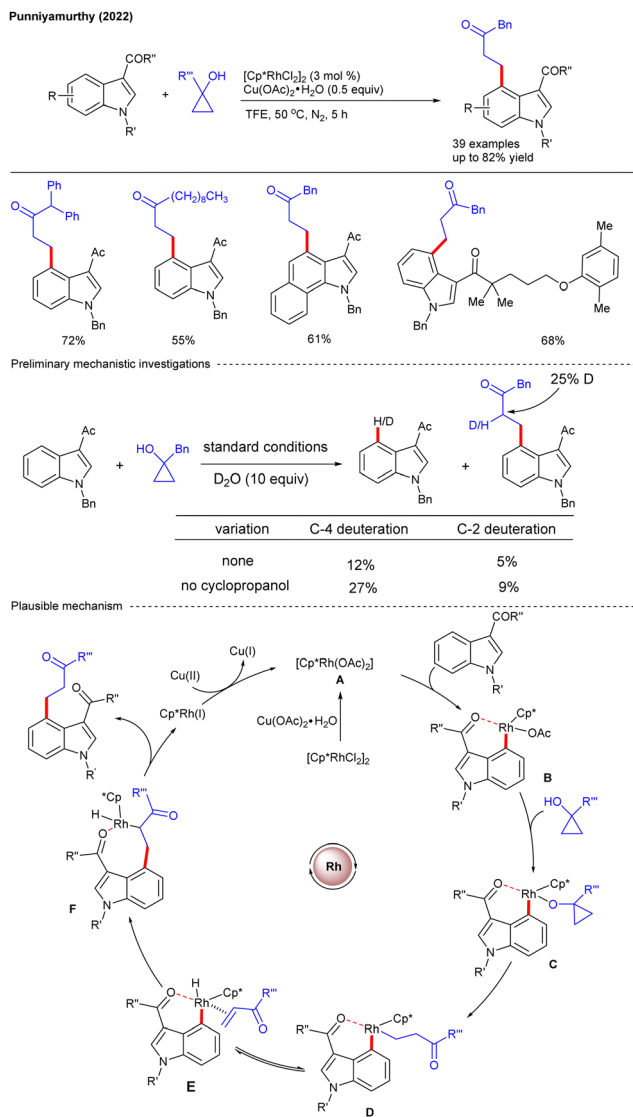 Punniyamurthy (2022)
Bn
O
COR"
R
N
R'
+
R'''
OH
[Cp*RhCl2]2 (3 mol %)
Cu(OAc)2•H2O (0.5 equiv)
TFE, 50 °C, N2, 5 h
COR"
R
N
R'
39 examples
up to 82% yield
Ph
O
Ph
Ac
N
Bn
72%
O
(CH2)8CH3
Ac
N
Bn
55%
Bn
O
Ac
N
Bn
61%
O
Bn
O
N
Bn
Me
Me
O
Me
Me
68%
Preliminary mechanistic investigations
25% D
Ac
N
Bn
+
HO
Bn
standard conditions
D2O (10 equiv)
H/D
Ac
N
Bn
+
Bn
O
D/H
Ac
N
Bn
variation C-4 deuteration C-2 deuteration
none 12% 5%
no cyclopropanol 27% 9%
Plausible mechanism
COR"
N
R'
O
R'''
O
R"
N
R'
Cu(I)
Cu(II)
Cp*Rh(I)
[Cp*Rh(OAc)2]
A
Cu(OAc)2•H2O
[Cp*RhCl2]2
Cp*
O
Rh
OAc
R"
N
R'
B
HO
R'''
*Cp
H
Rh
R'''
O
O
R"
N
R'
F
Rh
O
Rh
Cp*
R'''
O
R"
N
R'
C
H
O
Rh
Cp*
R'''
O
R"
N
R'
E
O
Rh
Cp*
R'''
O
R"
N
R'
D